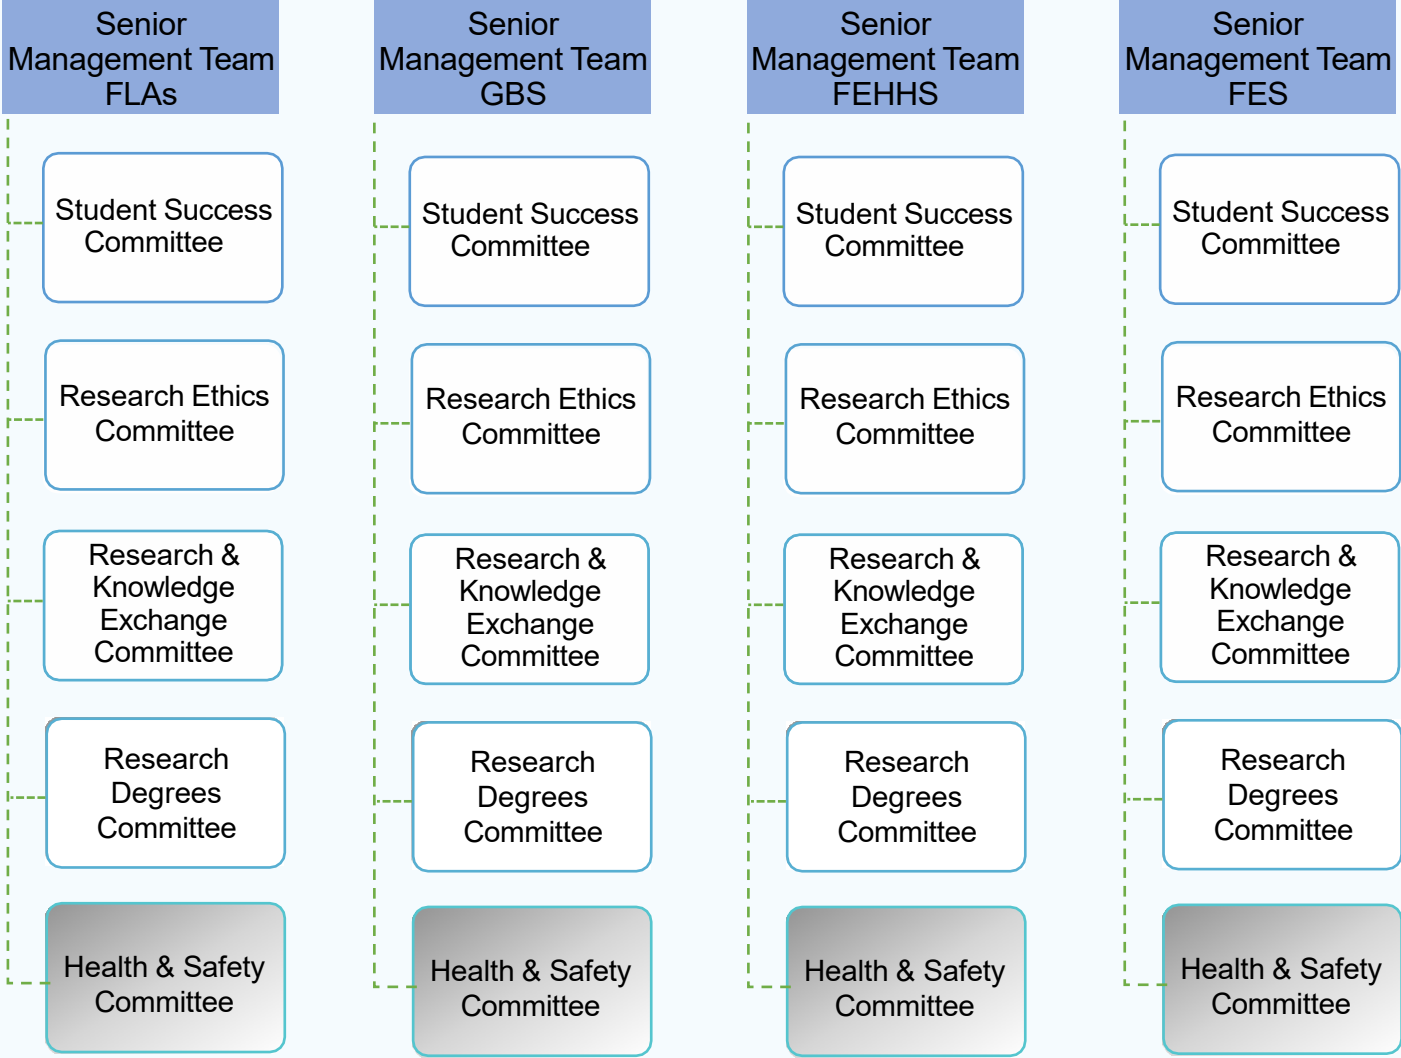 Senior
Management Team
FLAs
Student Success
Committee
Research Ethics
Committee
Research &
Knowledge
Exchange
Committee
Research
Degrees
Committee
Health & Safety
Committee
Senior
Management Team
GBS
Student Success
Committee
Research Ethics
Committee
Research &
Knowledge
Exchange
Committee
Research
Degrees
Committee
Health & Safety
Committee
Senior
Management Team
FEHHS
Student Success
Committee
Research Ethics
Committee
Research &
Knowledge
Exchange
Committee
Research
Degrees
Committee
Health & Safety
Committee
Senior
Management Team
FES
Student Success
Committee
Research Ethics
Committee
Research &
Knowledge
Exchange
Committee
Research
Degrees
Committee
Health & Safety
Committee